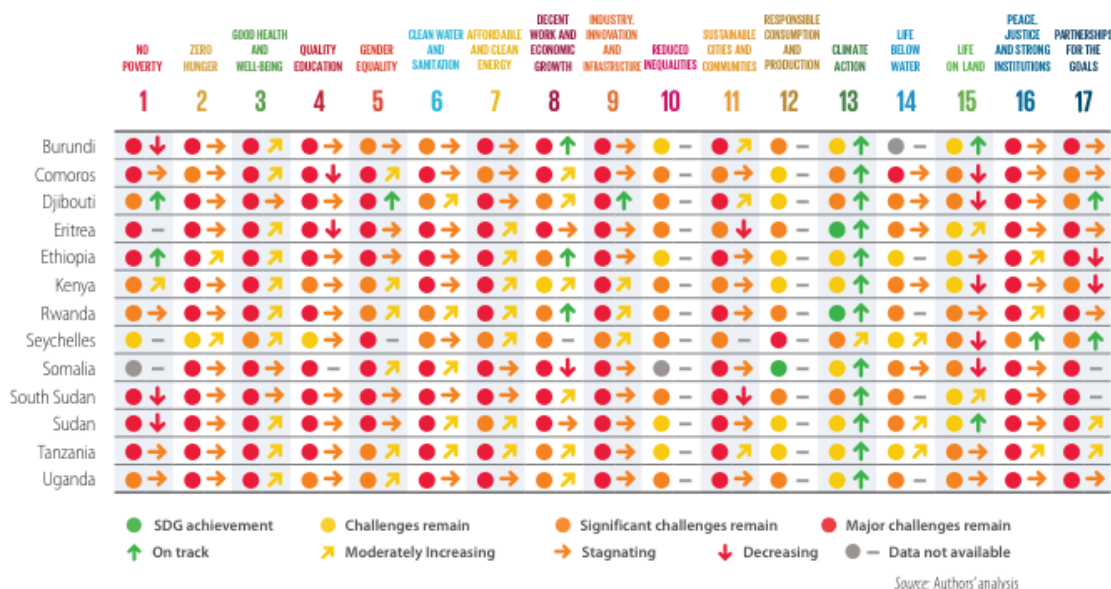 NO POVERTY
ZERO HUNGER
GOOD HEALTH AND WELL-BEING
QUALITY EDUCATION
GENDER EQUALITY
CLEAN WATER AND SANITATION
AFFORDABLE AND CLEAN ENERGY
DECENT WORK AND ECONOMIC GROWTH
INDUSTRY, INNOVATION AND INFRASTRUCTURE
REDUCED INEQUALITIES
SUSTAINABLE CITIES AND COMMUNITIES
RESPONSIBLE CONSUMPTION AND PRODUCTION
CLIMATE ACTION
LIFE BELOW WATER
LIFE ON LAND
PEACE, JUSTICE AND STRONG INSTITUTIONS
PARTNERSHIPS FOR THE GOALS
1 2 3 4 5 6 7 8 9 10 11 12 13 14 15 16 17
Burundi
Comoros
Djibouti
Eritrea
Ethiopia
Kenya
Rwanda
Seychelles
Somalia
South Sudan
Sudan
Tanzania
Uganda
SDG achievement Challenges remain Significant challenges remain Major challenges remain
On track Moderately Increasing Stagnating Decreasing Data not available
Source: Authors' analysis